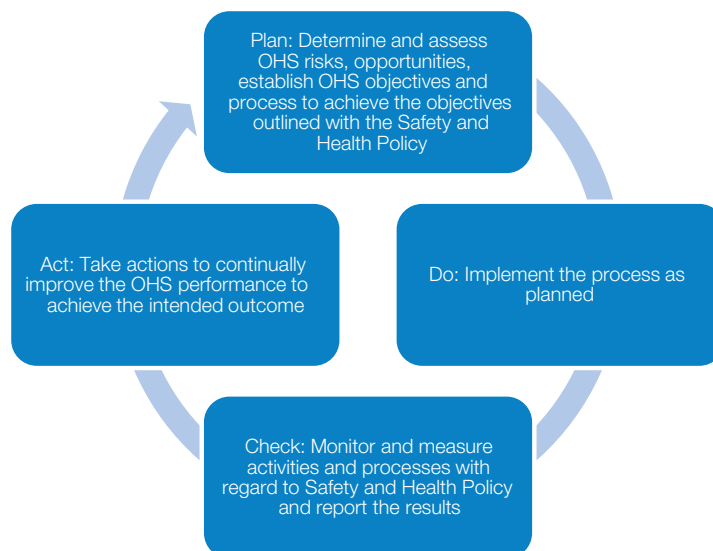 Plan: Determine and assess
OHS risks, opportunities,
establish OHS objectives and
process to achieve the objectives
outlined with the Safety and
Health Policy
Act: Take actions to continually
improve the OHS performance to
achieve the intended outcome
Do: Implement the process as
planned
Check: Monitor and measure
activities and processes with
regard to Safety and Health Policy
and report the results